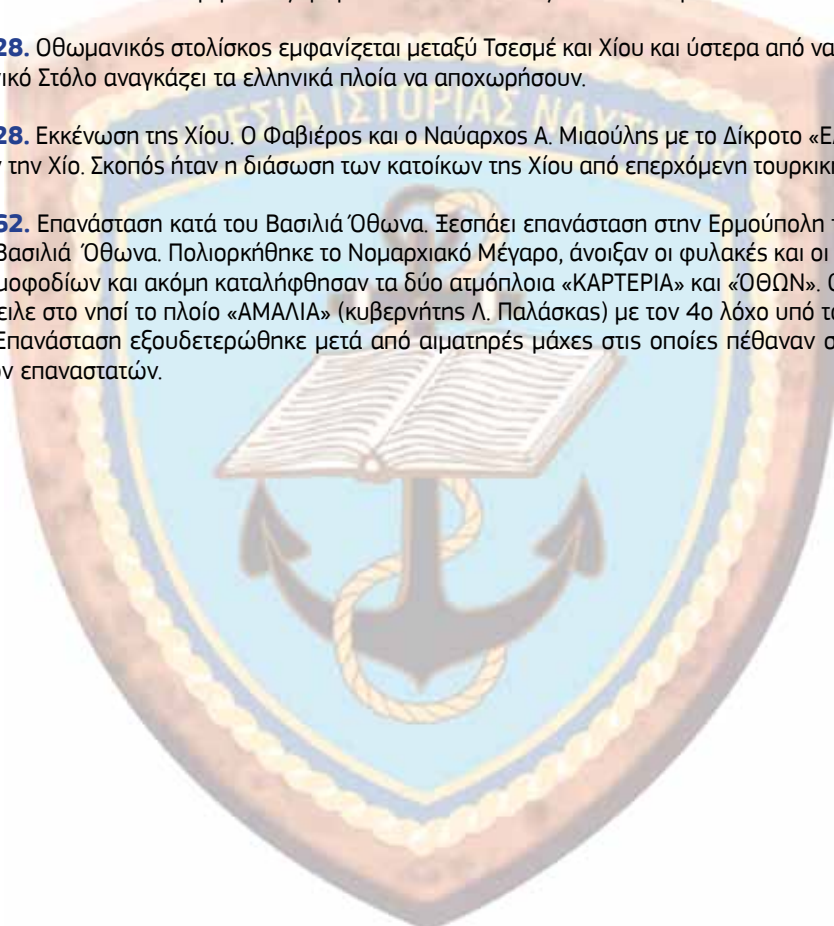 28. Οθωμανικός στολίσκος εμφανίζεται μεταξύ Τσεσμέ και Χίου και ύστερα από να
ικό Στόλο αναγκάζει τα ελληνικά πλοία να αποχωρήσουν.
28. Εκκένωση της Χίου. Ο Φαβιέρος και ο Ναύαρχος Α. Μιαούλης με το Δίκροτο «Ε
ν την Χίο. Σκοπός ήταν η διάσωση των κατοίκων της Χίου από επερχόμενη τουρκικ
62. Επανάσταση κατά του Βασιλιά Όθωνα. Ξεσπάει επανάσταση στην Ερμούπολη
Βασιλιά Όθωνα. Πολιορκήθηκε το Νομαρχιακό Μέγαρο, άνοιξαν οι φυλακές και οι
μοφοδίων και ακόμη καταλήφθησαν τα δύο ατμόπλοια «ΚΑΡΤΕΡΙΑ» και «ΌΘΩΝ».
ειλε στο νησί το πλοίο «ΑΜΑΛΙΑ» (κυβερνήτης Λ. Παλάσκας) με τον 4ο λόχο υπό το
Επανάσταση εξουδετερώθηκε μετά από αιματηρές μάχες στις οποίες πέθαναν σ
ν επαναστατών.
ΥΠΗΡΕΣΙΑ ΙΣΤΟΡΙΑΣ ΝΑΥΤΙΚΟΥ